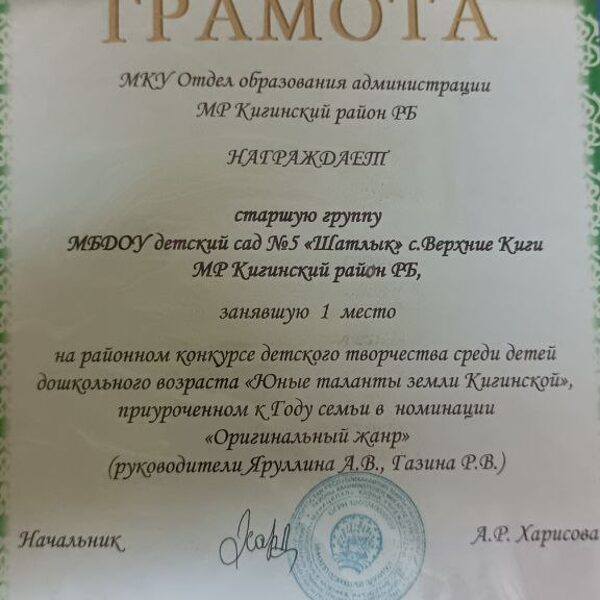 ГРАМОТА
МКУ Отдел образования администрации
МР Кигинский район РБ
НАГРАЖДАЕТ
старшую группу
МБДОУ детский сад №5 «Шатлык» с.Верхние Киги
МР Кигинский район РБ,
занявшую 1 место
на районном конкурсе детского творчества среди детей
дошкольного возраста «Юные таланты земли Кигинской»,
приуроченном к Году семьи в номинации
«Оригинальный жанр»
(руководители Яруллина А.В., Газина Р.В.)
Начальник
А.Р. Харисова